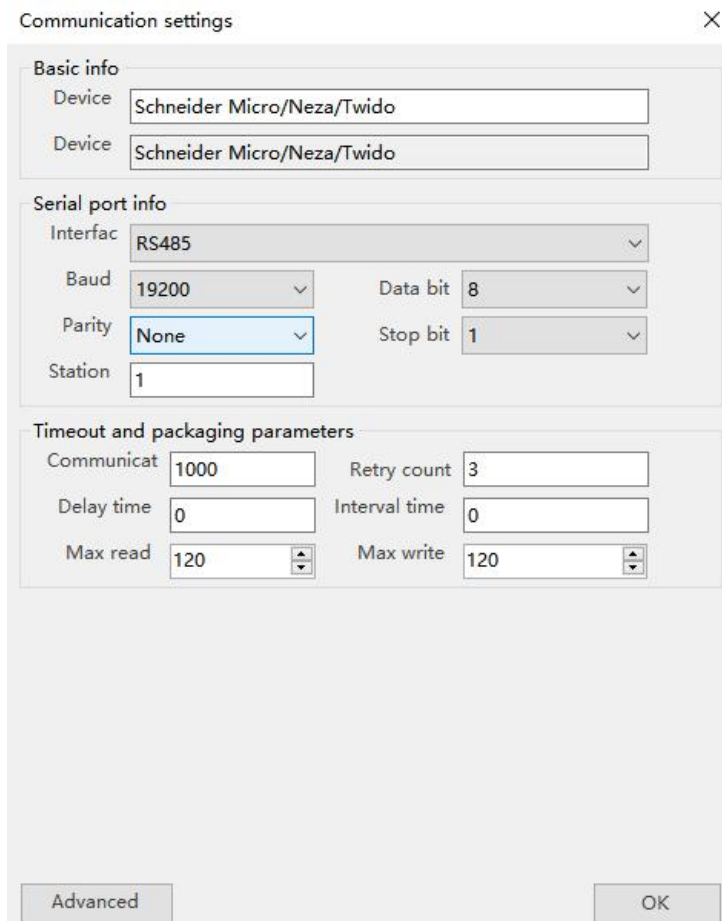 Communication settings
Basic info
Device Schneider Micro/Neza/Twido
Device Schneider Micro/Neza/Twido
Serial port info
Interfac RS485
Baud 19200 Data bit 8
Parity None Stop bit 1
Station 1
Timeout and packaging parameters
Communicat 1000 Retry count 3
Delay time 0 Interval time 0
Max read 120 Max write 120
Advanced OK